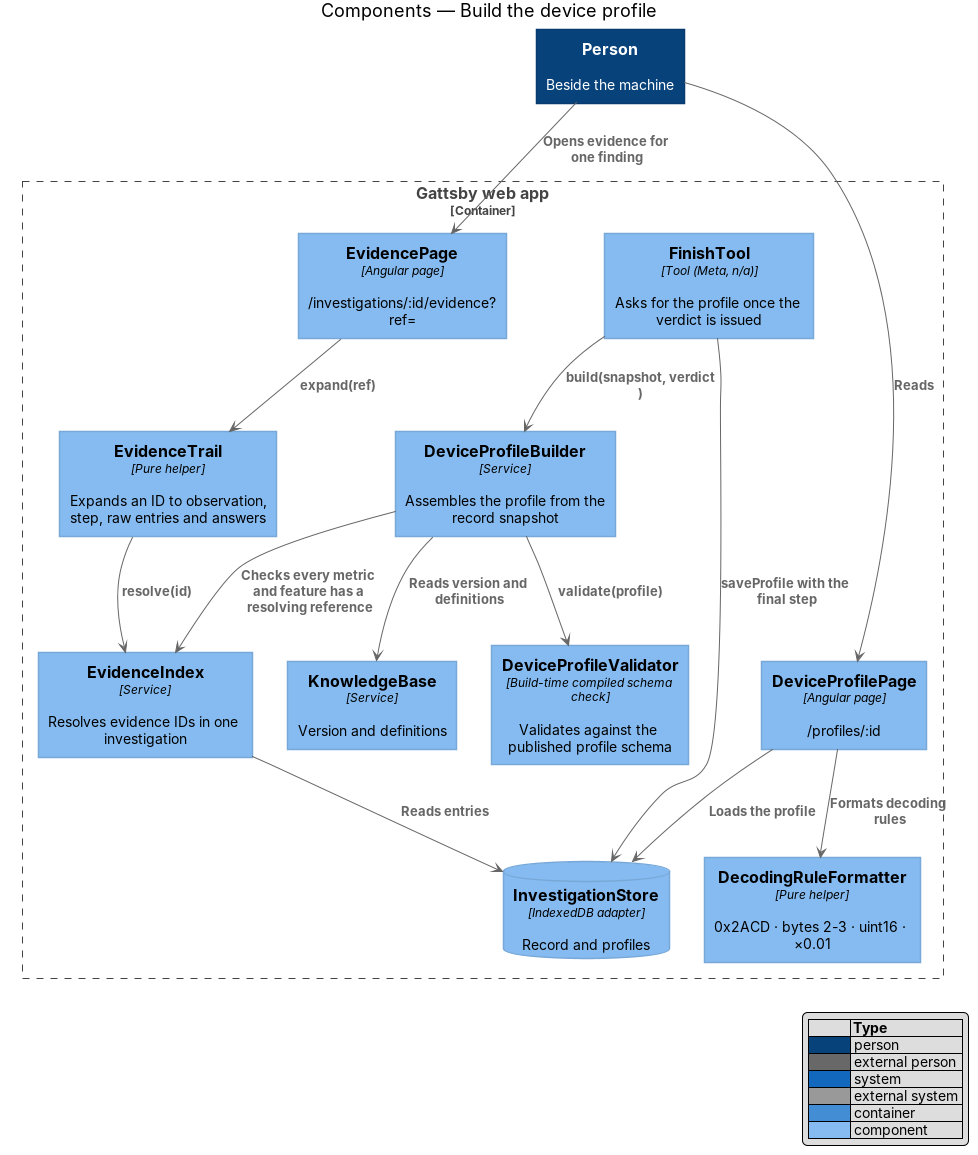 Components — Build the device profile
Person
Beside the machine
Opens evidence for
one finding
Gattsby web app
[Container]
EvidencePage
[Angular page]
/investigations/:id/evidence?
ref=
FinishTool
[Tool (Meta, n/a)]
Asks for the profile once the
verdict is issued
expand(ref)
build(snapshot, verdict
)
Reads
EvidenceTrail
[Pure helper]
Expands an ID to observation,
step, raw entries and answers
DeviceProfileBuilder
[Service]
Assembles the profile from the
record snapshot
resolve(id)
Checks every metric
and feature has a
resolving reference
Reads version and
definitions
validate(profile)
saveProfile with the
final step
EvidenceIndex
[Service]
Resolves evidence IDs in one
investigation
KnowledgeBase
[Service]
Version and definitions
DeviceProfileValidator
[Build-time compiled schema
check]
Validates against the
published profile schema
DeviceProfilePage
[Angular page]
/profiles/:id
Reads entries
Loads the profile
Formats decoding
rules
InvestigationStore
[IndexedDB adapter]
Record and profiles
DecodingRuleFormatter
[Pure helper]
0x2ACD · bytes 2-3 · uint16 ·
×0.01
Type
person
external person
system
external system
container
component